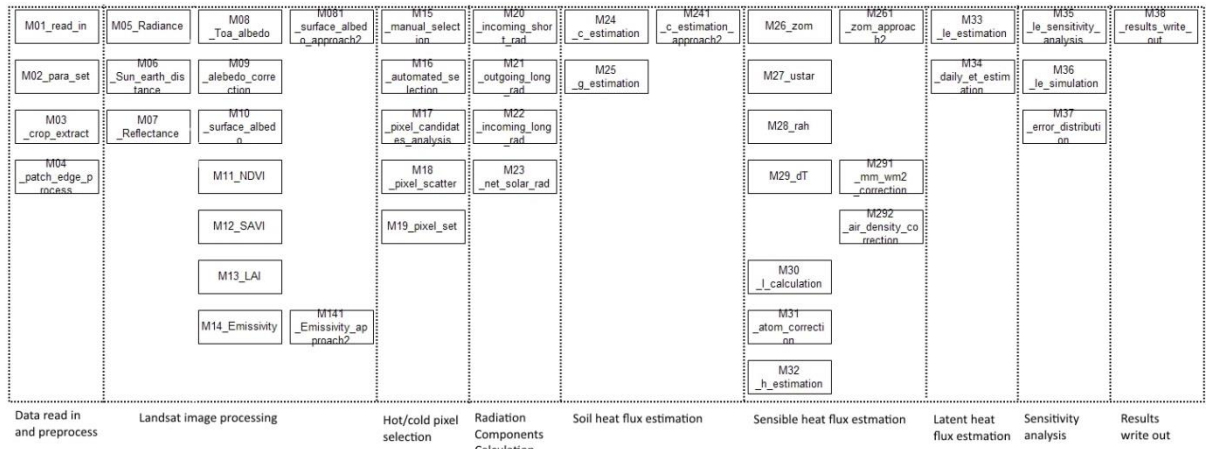 M01_read_in
M02_para_set
M03
_crop_extract
M04
_patch_edge_p
rocess
M05_Radiance
M06
_Sun_earth_dis
tance
M07
_Reflectance
M08
_Toa_albedo
M09
_alebedo_corre
ction
M10
_surface_albed
o
M11_NDVI
M12_SAVI
M13_LAI
M14_Emissivity
M081
_surface_albed
o_approach2
M141
_Emissivity_ap
proach2
M15
_manual_select
ion
M16
_automated_se
lection
M17
_pixel_candidat
es_analysis
M18
_pixel_scatter
M19_pixel_set
M20
_incoming_shor
t_rad
M21
_outgoing_long
_rad
M22
_incoming_long
_rad
M23
_net_solar_rad
M24
_c_estimation
M25
_g_estimation
M241
_c_estimation_
approach2
M26_zom
M27_ustar
M28_rah
M29_dT
M30
_l_calculation
M31
_atom_correcti
on
M32
_h_estimation
M261
_zom_approac
h2
M291
_mm_wm2_
correction
M292
_air_density_co
rrection
M33
_le_estimation
M34
_daily_et_estim
ation
M35
_le_sensitivity_
analysis
M36
_le_simulation
M37
_error_distributi
on
M38
_results_write_
out
Data read in
and preprocess
Landsat image processing
Hot/cold pixel
selection
Radiation
Components
Calculation
Soil heat flux estimation
Sensible heat flux estmation
Latent heat
flux estmation
Sensitivity
analysis
Results
write out